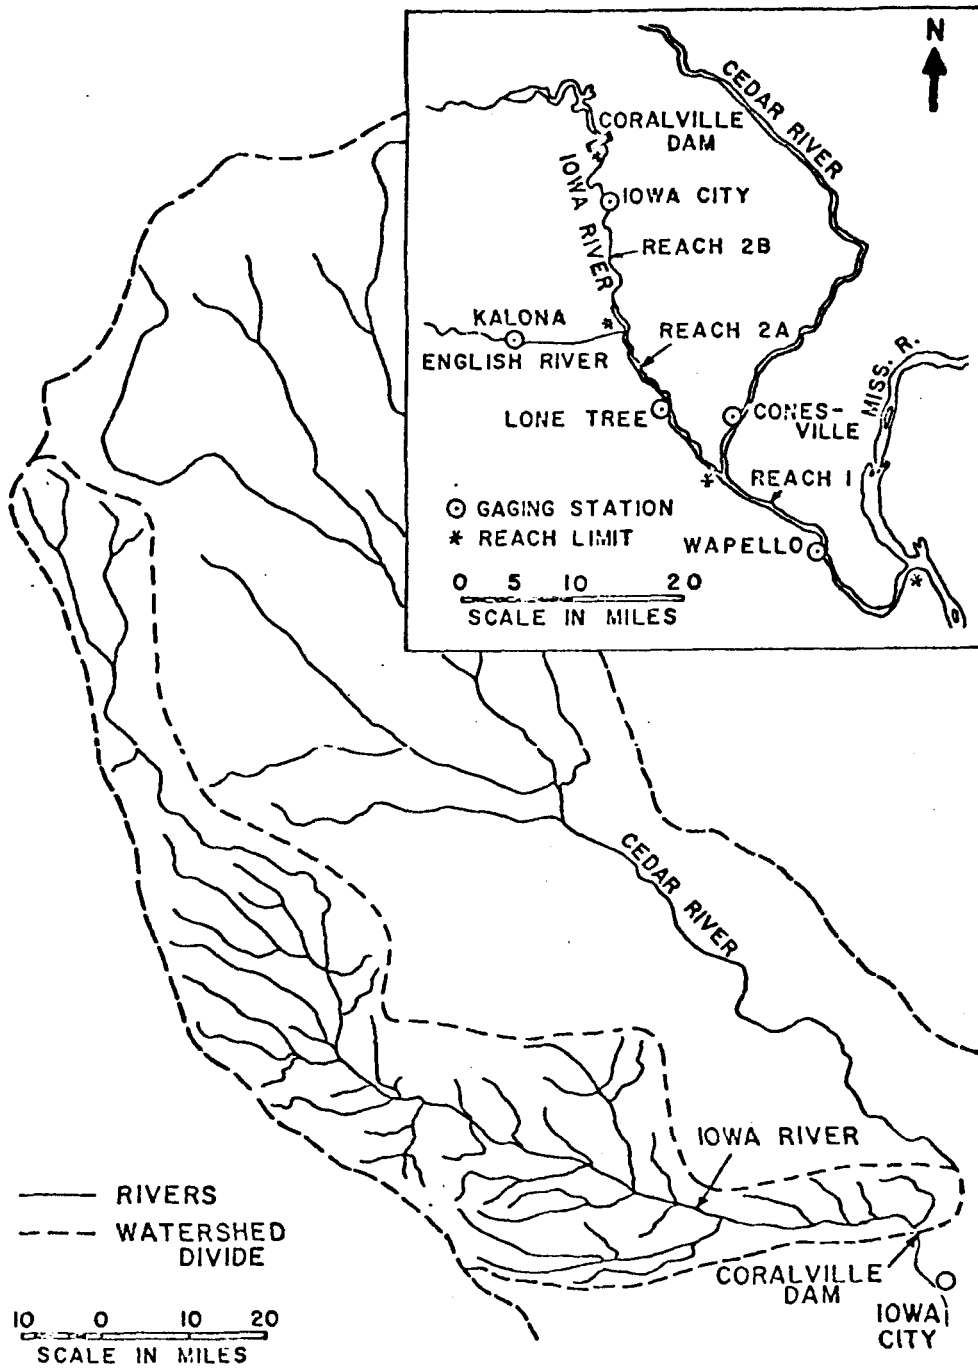 N
CEDAR RIVER
CORALVILLE
DAM
IOWA RIVER
IOWA CITY
REACH 2B
KALONA
REACH 2A
ENGLISH RIVER
MISS. R.
LONE TREE
CONES-
VILLE
REACH 1
GAGING STATION
* REACH LIMIT
WAPELLO
0 5 10 20
SCALE IN MILES
CEDAR RIVER
IOWA RIVER
RIVERS
WATERSHED
DIVIDE
CORALVILLE
DAM
IOWA
CITY
10 0 10 20
SCALE IN MILES